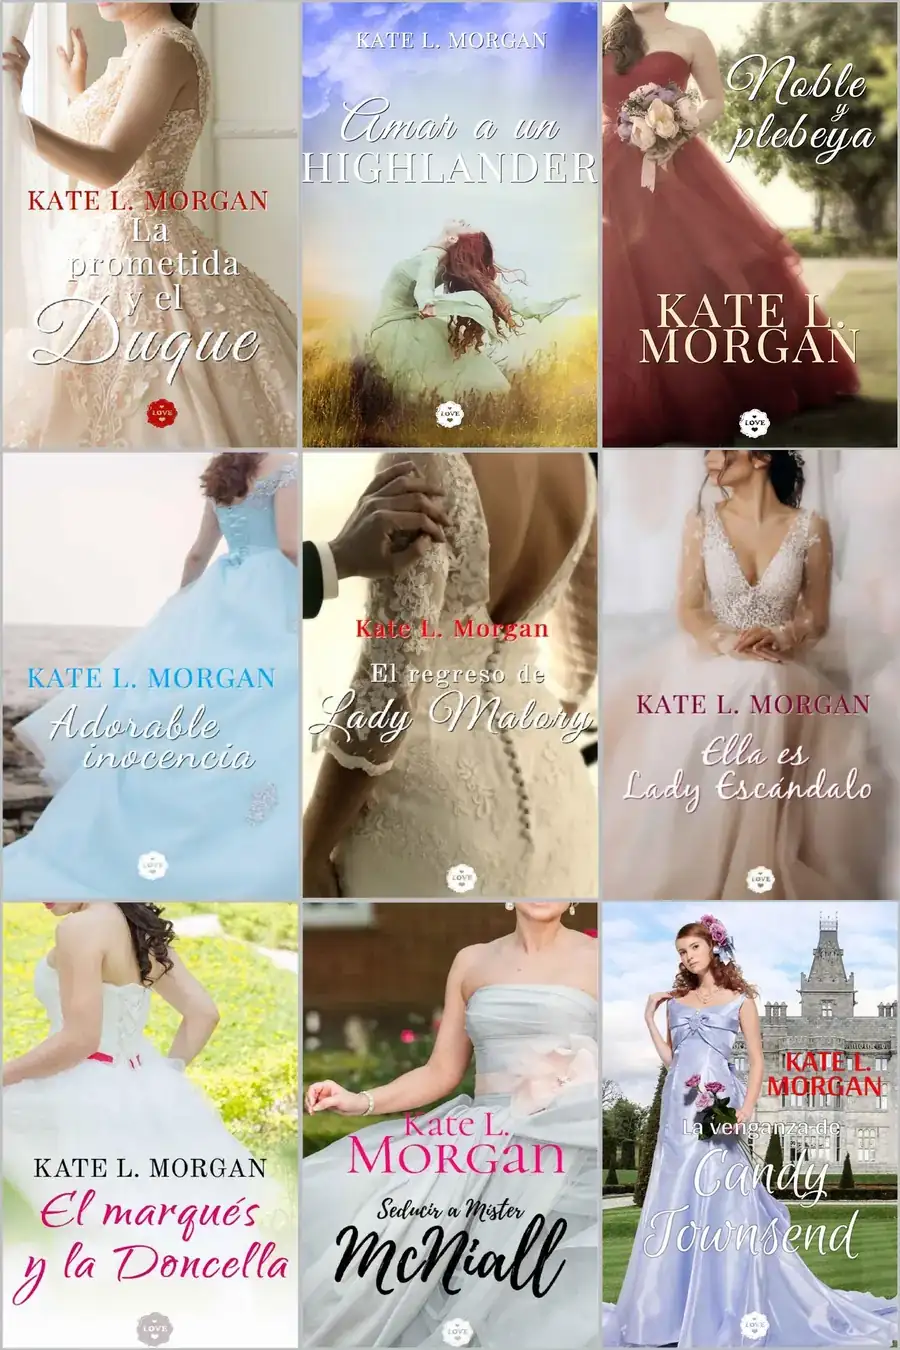 KATE L. MORGAN
La
prometida
y el
Duque
LOVE
KATE L. MORGAN
Amar a un
HIGHLANDER
LOVE
Noble
y
plebeya
KATE L.
MORGAN
LOVE
KATE L. MORGAN
Adorable
inocencia
LOVE
Kate L. Morgan
El regreso de
Lady Malory
LOVE
KATE L. MORGAN
Ella es
Lady Escándalo
LOVE
KATE L. MORGAN
El marqués
y la Doncella
LOVE
Kate L.
Morgan
Seducir a Mister
McNiall
LOVE
KATE L.
MORGAN
La venganza de
Candy
Townsend
LOVE